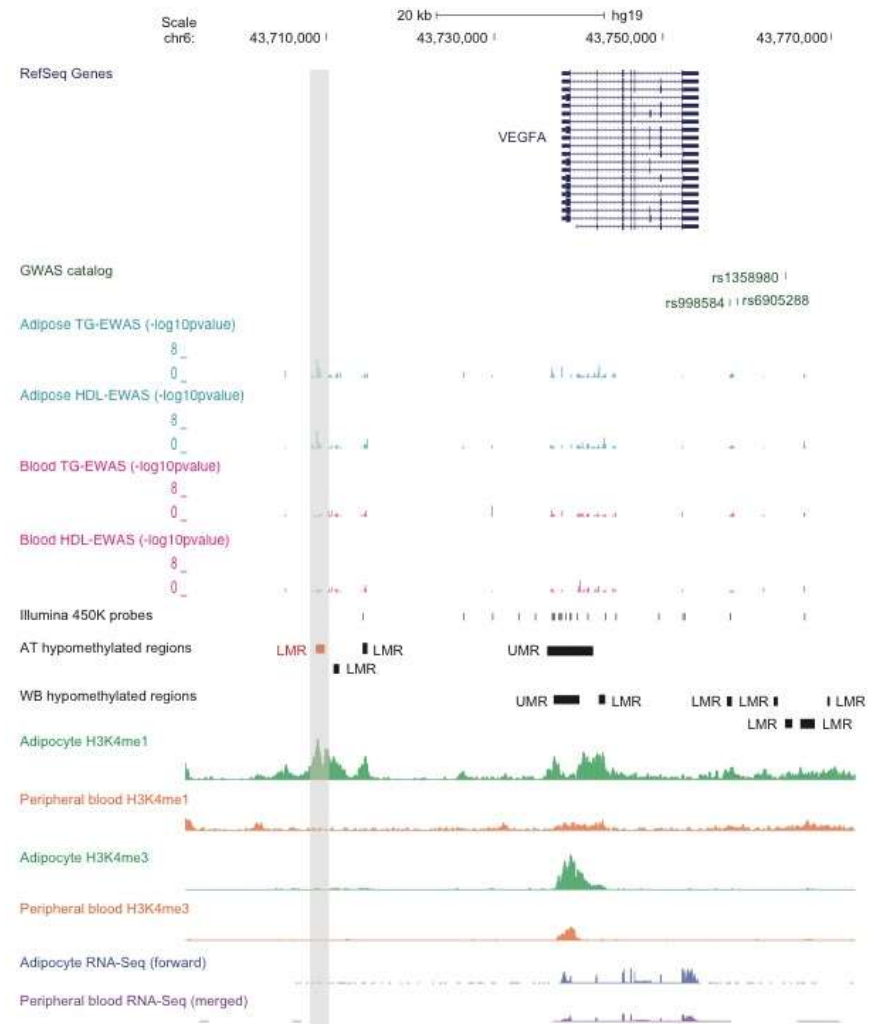 Scale 20 kb hg19
chr6: 43,710,000 43,730,000 43,750,000 43,770,000
RefSeq Genes
VEGFA
GWAS catalog
rs1358980
rs998584 rs6905288
Adipose TG-EWAS (-log10pvalue)
8
0
Adipose HDL-EWAS (-log10pvalue)
8
0
Blood TG-EWAS (-log10pvalue)
8
0
Blood HDL-EWAS (-log10pvalue)
8
0
Illumina 450K probes
AT hypomethylated regions LMR LMR UMR
LMR
WB hypomethylated regions UMR LMR LMR LMR LMR
LMR LMR
Adipocyte H3K4me1
Peripheral blood H3K4me1
Adipocyte H3K4me3
Peripheral blood H3K4me3
Adipocyte RNA-Seq (forward)
Peripheral blood RNA-Seq (merged)